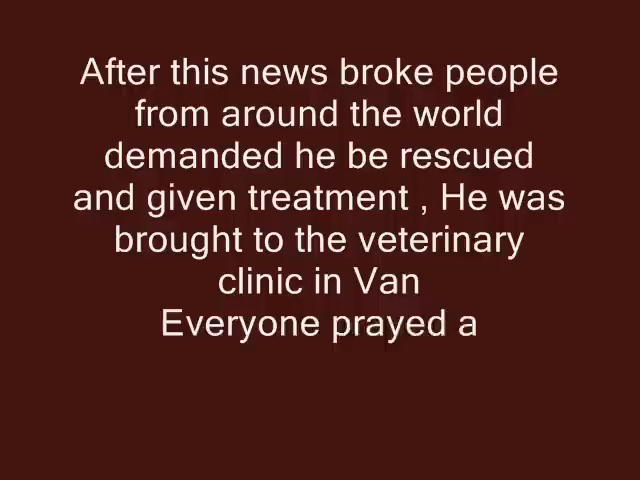 After this news broke people
from around the world
demanded he be rescued
and given treatment , He was
brought to the veterinary
clinic in Van
Everyone prayed a